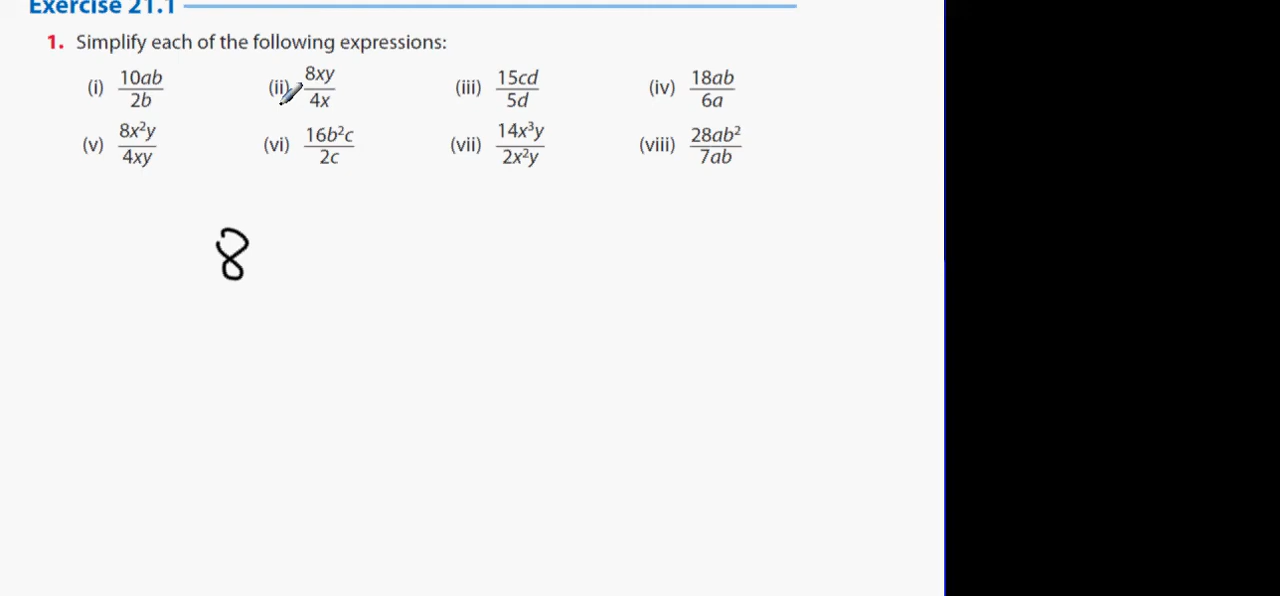 Exercise 21.1
1. Simplify each of the following expressions:
(i) 10ab/2b (ii) 8xy/4x (iii) 15cd/5d (iv) 18ab/6a
(v) 8x²y/4xy (vi) 16b²c/2c (vii) 14x³y/2x²y (viii) 28ab²/7ab
8